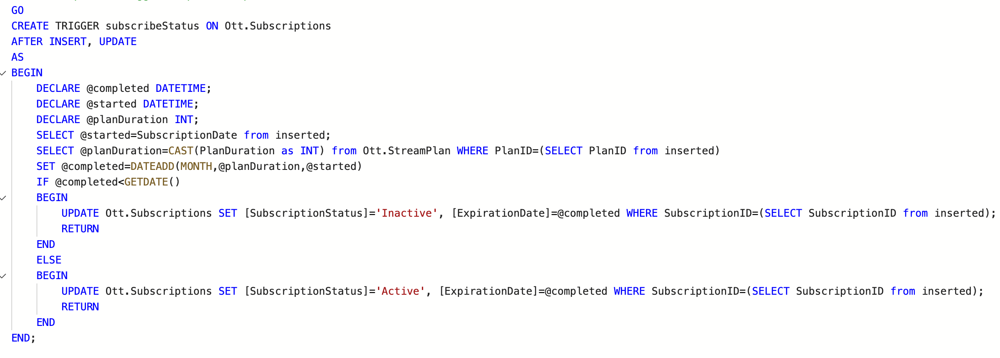 GO
CREATE TRIGGER subscribeStatus ON Ott.Subscriptions
AFTER INSERT, UPDATE
AS
BEGIN
DECLARE @completed DATETIME;
DECLARE @started DATETIME;
DECLARE @planDuration INT;
SELECT @started=SubscriptionDate from inserted;
SELECT @planDuration=CAST(PlanDuration as INT) from Ott.StreamPlan WHERE PlanID=(SELECT PlanID from inserted)
SET @completed=DATEADD(MONTH,@planDuration,@started)
IF @completed<GETDATE()
BEGIN
UPDATE Ott.Subscriptions SET [SubscriptionStatus]='Inactive', [ExpirationDate]=@completed WHERE SubscriptionID=(SELECT SubscriptionID from inserted);
RETURN
END
ELSE
BEGIN
UPDATE Ott.Subscriptions SET [SubscriptionStatus]='Active', [ExpirationDate]=@completed WHERE SubscriptionID=(SELECT SubscriptionID from inserted);
RETURN
END
END;